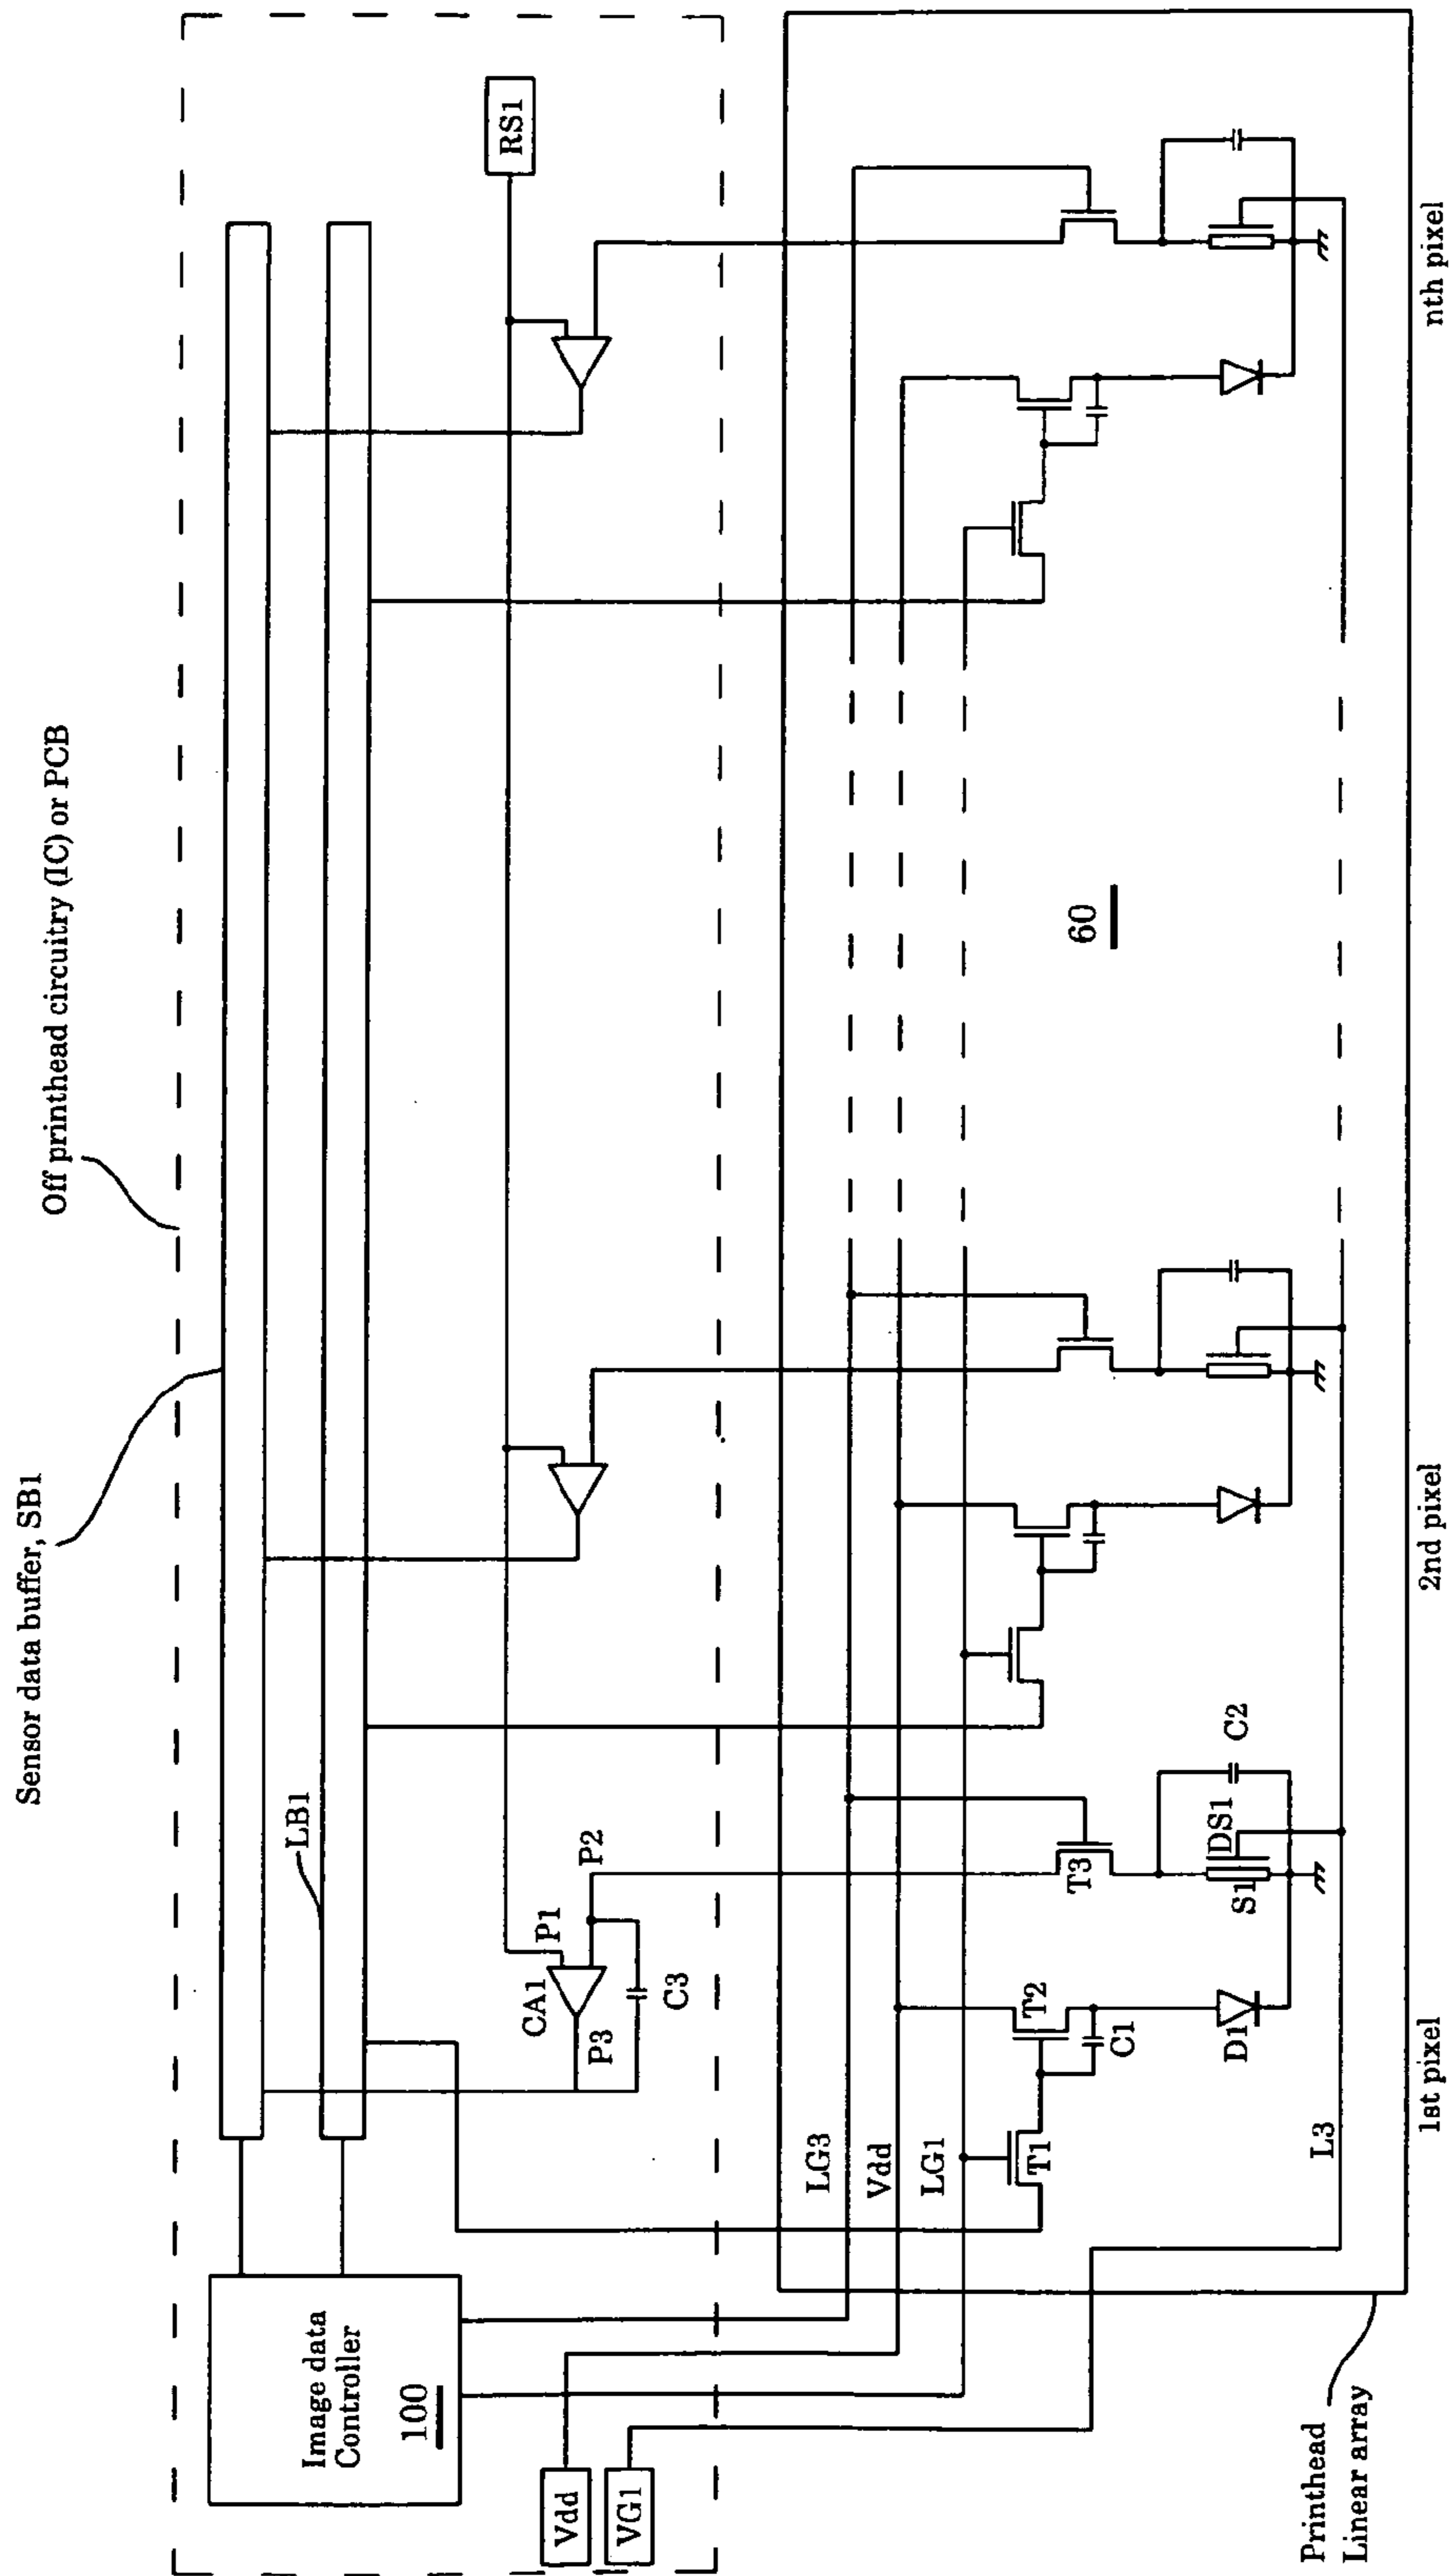 Off printhead circuitry (IC) or PCB
Sensor data buffer, SB1
LB1
RS1
Image data
Controller
100
Vdd
VG1
CA1
P1
P2
P3
C3
LG3
Vdd
LG1
T1
T2
C1
D1
T3
S1
DS1
C2
L3
60
1st pixel
2nd pixel
nth pixel
Printhead
Linear array